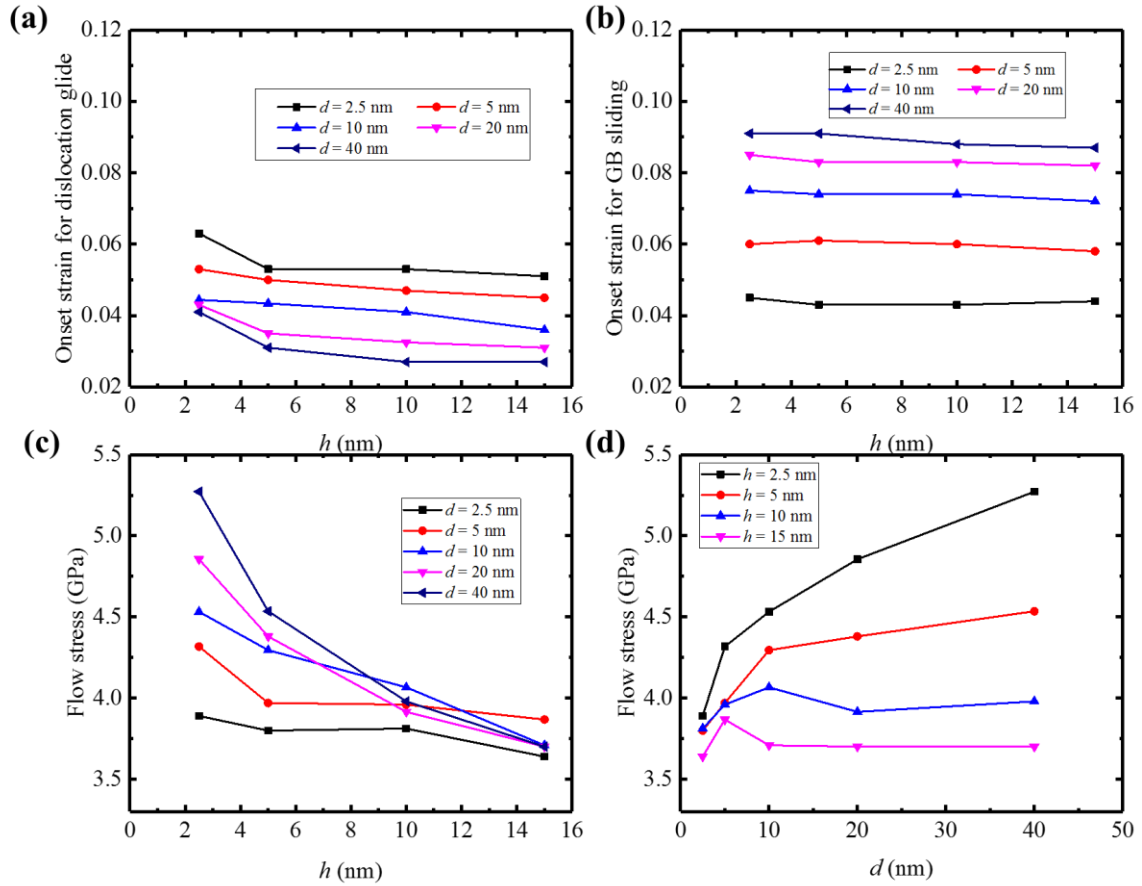 (a)
0.12
0.10
0.08
0.06
0.04
0.02
Onset strain for dislocation glide
d = 2.5 nm d = 5 nm
d = 10 nm d = 20 nm
d = 40 nm
0 2 4 6 8 10 12 14 16
h (nm)
(b)
0.12
0.10
0.08
0.06
0.04
0.02
Onset strain for GB sliding
d = 2.5 nm d = 5 nm
d = 10 nm d = 20 nm
d = 40 nm
0 2 4 6 8 10 12 14 16
h (nm)
(c)
5.5
5.0
4.5
4.0
3.5
Flow stress (GPa)
d = 2.5 nm
d = 5 nm
d = 10 nm
d = 20 nm
d = 40 nm
0 2 4 6 8 10 12 14 16
h (nm)
(d)
5.5
5.0
4.5
4.0
3.5
Flow stress (GPa)
h = 2.5 nm
h = 5 nm
h = 10 nm
h = 15 nm
0 10 20 30 40 50
d (nm)